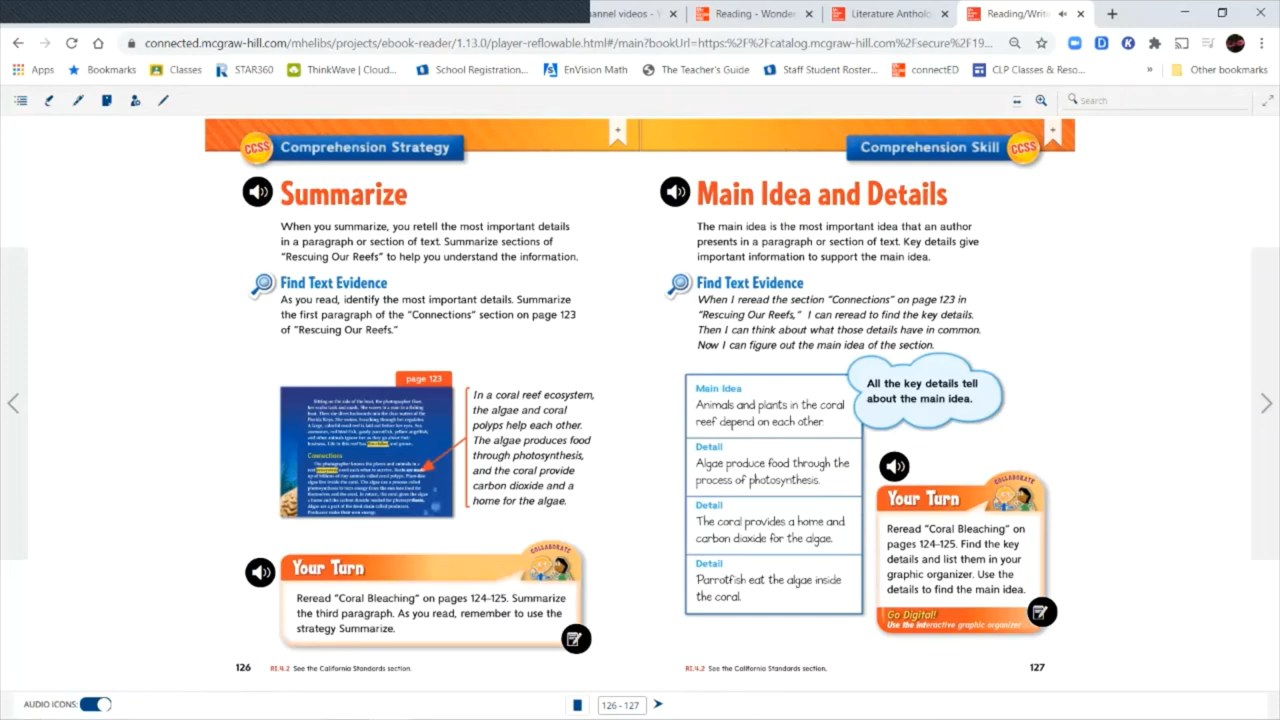 annel videos -
Reading - Wonder
Literature Antholo
Reading/Writi
connected.mcgraw-hill.com/mhelibs/projects/ebook-reader/1.13.0/player-reflowable.html#/main?bookUrl=https:%2F%2Fcatalog.mcgraw-hill.com%2Fsecure%2F19...
Apps
Bookmarks
Classes
STAR360
ThinkWave | Cloud...
School Registration...
EnVision Math
The Teacher's Guide
Staff Student Roster...
connectED
CLP Classes & Reso...
»
Other bookmarks
Search
CCSS
Comprehension Strategy
Summarize
When you summarize, you retell the most important details
in a paragraph or section of text. Summarize sections of
"Rescuing Our Reefs" to help you understand the information.
Find Text Evidence
As you read, identify the most important details. Summarize
the first paragraph of the "Connections" section on page 123
of "Rescuing Our Reefs."
page 123
Connections
In a coral reef ecosystem,
the algae and coral
polyps help each other.
The algae produces food
through photosynthesis,
and the coral provide
carbon dioxide and a
home for the algae.
COLLABORATE
Your Turn
Reread "Coral Bleaching" on pages 124-125. Summarize
the third paragraph. As you read, remember to use the
strategy Summarize.
126
RI.4.2 See the California Standards section.
Comprehension Skill
CCSS
Main Idea and Details
The main idea is the most important idea that an author
presents in a paragraph or section of text. Key details give
important information to support the main idea.
Find Text Evidence
When I reread the section "Connections" on page 123 in
"Rescuing Our Reefs," I can reread to find the key details.
Then I can think about what those details have in common.
Now I can figure out the main idea of the section.
All the key details tell
about the main idea.
Main Idea
Animals and plants in the coral
reef depend on each other.
Detail
Algae produce food through the
process of photosynthesis.
Detail
The coral provides a home and
carbon dioxide for the algae.
Detail
Parrotfish eat the algae inside
the coral.
COLLABORATE
Your Turn
Reread "Coral Bleaching" on
pages 124-125. Find the key
details and list them in your
graphic organizer. Use the
details to find the main idea.
Go Digital!
Use the interactive graphic organizer
RI.4.2 See the California Standards section.
127
AUDIO ICONS:
126 - 127